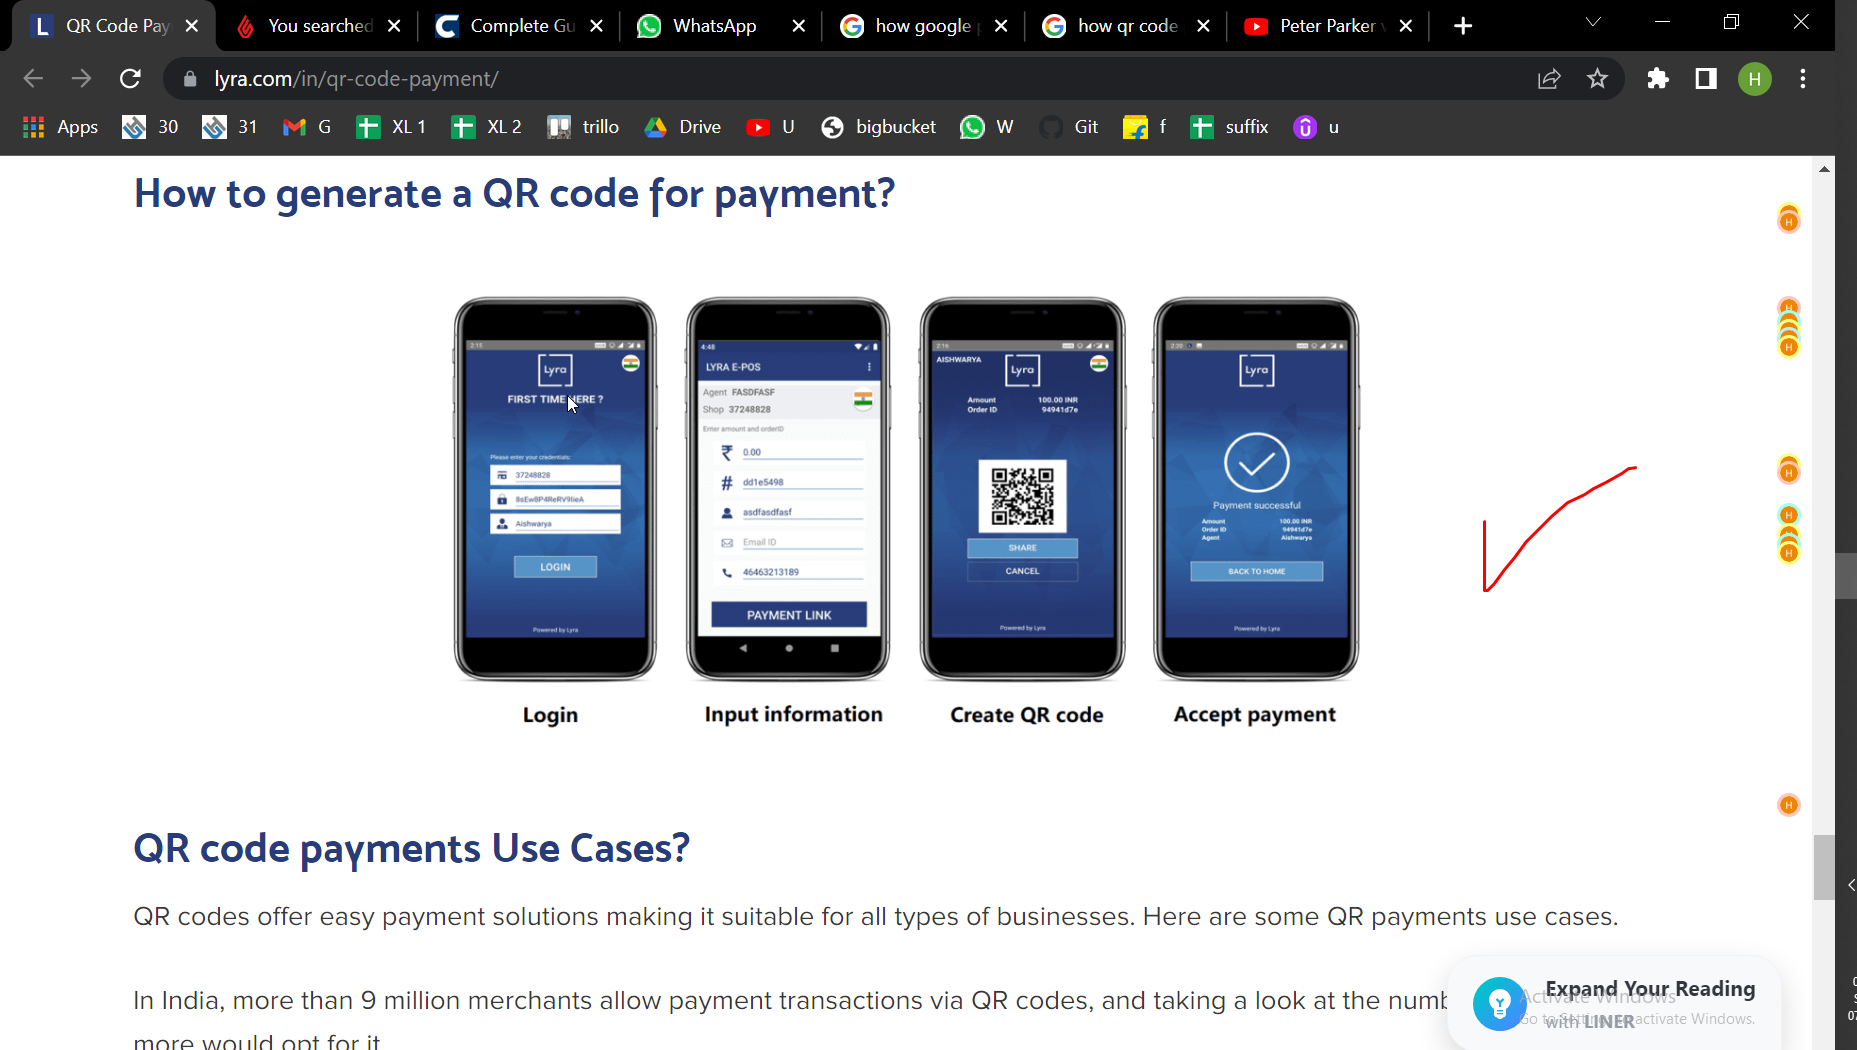 QR Code Pay
You searched
Complete Gu
WhatsApp
how google p
how qr code
Peter Parker v
lyra.com/in/qr-code-payment/
H
Apps
30
31
G
XL 1
XL 2
trillo
Drive
U
bigbucket
W
Git
f
suffix
u
How to generate a QR code for payment?
2:15
Lyra
FIRST TIME HERE ?
Please enter your credentials:
37248828
8sEw8P4ReRV9IieA
Aishwarya
LOGIN
Powered by Lyra
Login
4:48
LYRA E-POS
Agent FASDFASF
Shop 37248828
Enter amount and orderID
₹ 0.00
# dd1e5498
asdfasdfasf
Email ID
46463213189
PAYMENT LINK
Input information
2:16
AISHWARYA
Lyra
Amount 100.00 INR
Order ID 94941d7e
SHARE
CANCEL
Powered by Lyra
Create QR code
2:20
Lyra
Payment successful
Amount 100.00 INR
Order ID 94941d7e
Agent Aishwarya
BACK TO HOME
Powered by Lyra
Accept payment
QR code payments Use Cases?
QR codes offer easy payment solutions making it suitable for all types of businesses. Here are some QR payments use cases.
In India, more than 9 million merchants allow payment transactions via QR codes, and taking a look at the numb
more would opt for it
Expand Your Reading
with LINER
Activate Windows
Go to Settings to activate Windows.